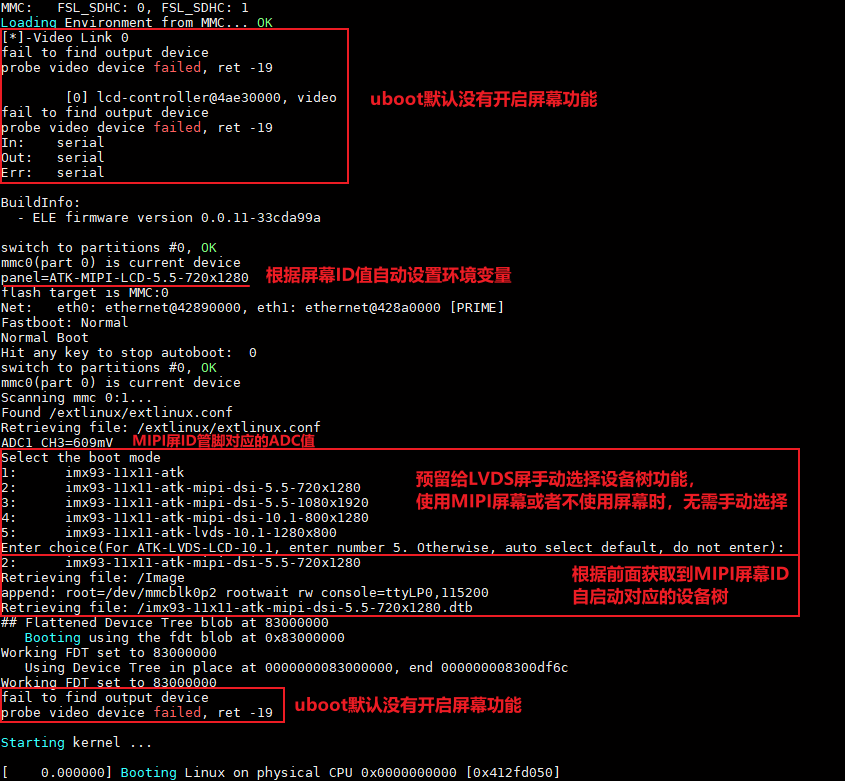 MMC:   FSL_SDHC: 0, FSL_SDHC: 1
Loading Environment from MMC... OK
[*]-Video Link 0
fail to find output device
probe video device failed, ret -19
[0] lcd-controller@4ae30000, video
uboot默认没有开启屏幕功能
fail to find output device
probe video device failed, ret -19
In:    serial
Out:   serial
Err:   serial
BuildInfo:
  - ELE firmware version 0.0.11-33cda99a
switch to partitions #0, OK
mmc0(part 0) is current device
panel=ATK-MIPI-LCD-5.5-720x1280
根据屏幕ID值自动设置环境变量
flash target is MMC:0
Net:   eth0: ethernet@42890000, eth1: ethernet@428a0000 [PRIME]
Fastboot: Normal
Normal Boot
Hit any key to stop autoboot:  0
switch to partitions #0, OK
mmc0(part 0) is current device
Scanning mmc 0:1...
Found /extlinux/extlinux.conf
Retrieving file: /extlinux/extlinux.conf
ADC1 CH3=609mV
MIPI屏ID管脚对应的ADC值
Select the boot mode
1:      imx93-11x11-atk
2:      imx93-11x11-atk-mipi-dsi-5.5-720x1280
3:      imx93-11x11-atk-mipi-dsi-5.5-1080x1920
4:      imx93-11x11-atk-mipi-dsi-10.1-800x1280
5:      imx93-11x11-atk-lvds-10.1-1280x800
预留给LVDS屏手动选择设备树功能，
使用MIPI屏幕或者不使用屏幕时，无需手动选择
Enter choice(For ATK-LVDS-LCD-10.1, enter number 5. Otherwise, auto select default, do not enter):
2:      imx93-11x11-atk-mipi-dsi-5.5-720x1280
Retrieving file: /Image
append: root=/dev/mmcblk0p2 rootwait rw console=ttyLP0,115200
Retrieving file: /imx93-11x11-atk-mipi-dsi-5.5-720x1280.dtb
根据前面获取到MIPI屏幕ID
自启动对应的设备树
## Flattened Device Tree blob at 83000000
   Booting using the fdt blob at 0x83000000
Working FDT set to 83000000
   Using Device Tree in place at 0000000083000000, end 000000008300df6c
Working FDT set to 83000000
fail to find output device
probe video device failed, ret -19
uboot默认没有开启屏幕功能
Starting kernel ...
[    0.000000] Booting Linux on physical CPU 0x0000000000 [0x412fd050]